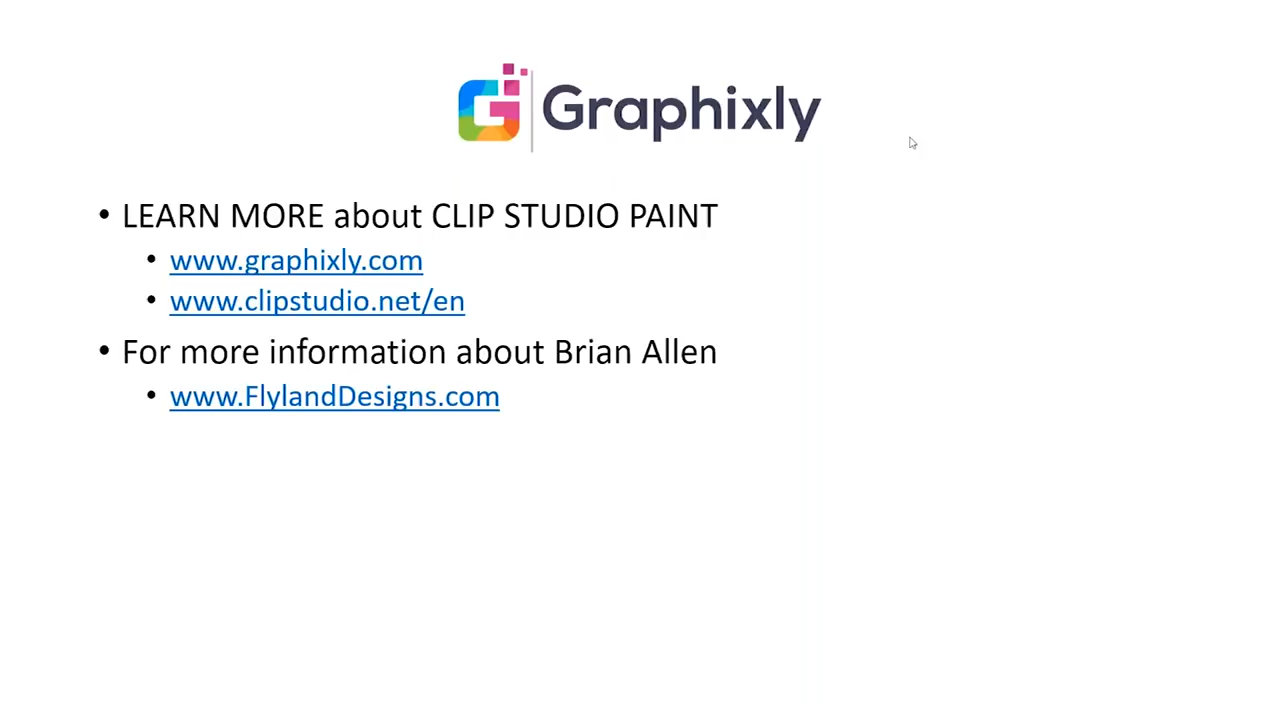 Graphixly
• LEARN MORE about CLIP STUDIO PAINT
• www.graphixly.com
• www.clipstudio.net/en
• For more information about Brian Allen
• www.FlylandDesigns.com